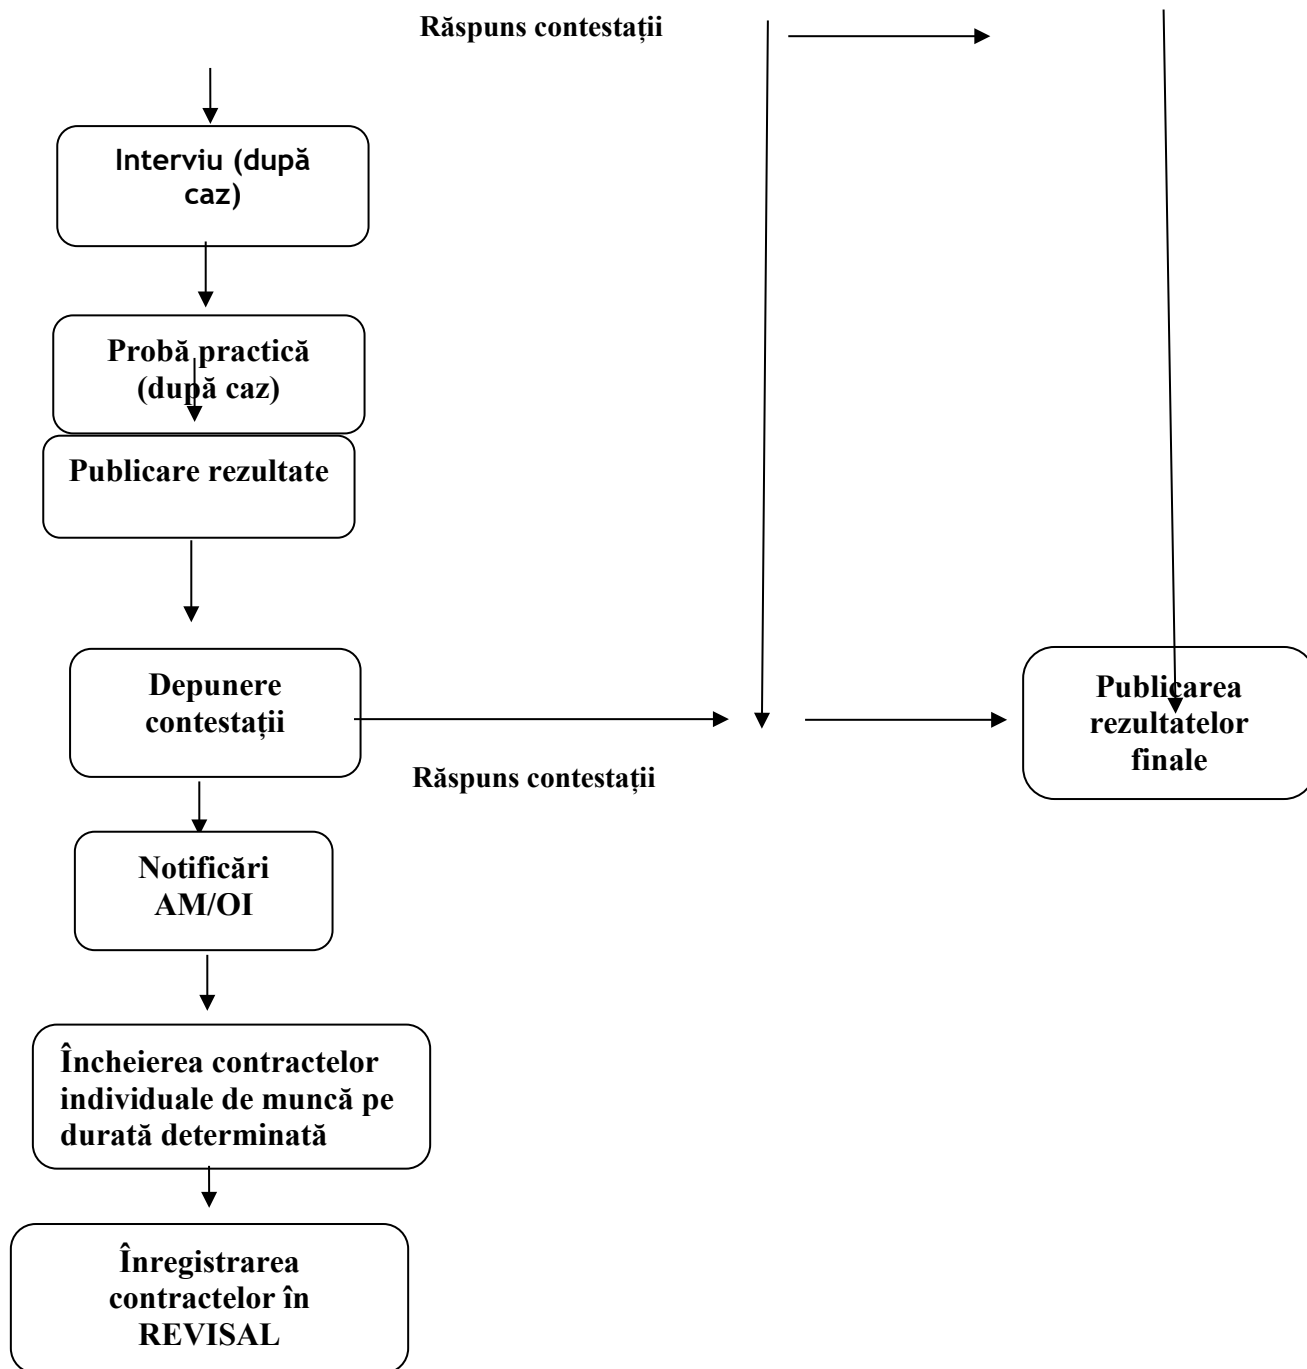 Răspuns contestații
Interviu (după
caz)
Probă practică
(după caz)
Publicare rezultate
Depunere
contestații
Publicarea
rezultatelor
finale
Răspuns contestații
Notificări
AM/OI
Încheierea contractelor
individuale de muncă pe
durată determinată
Înregistrarea
contractelor în
REVISAL